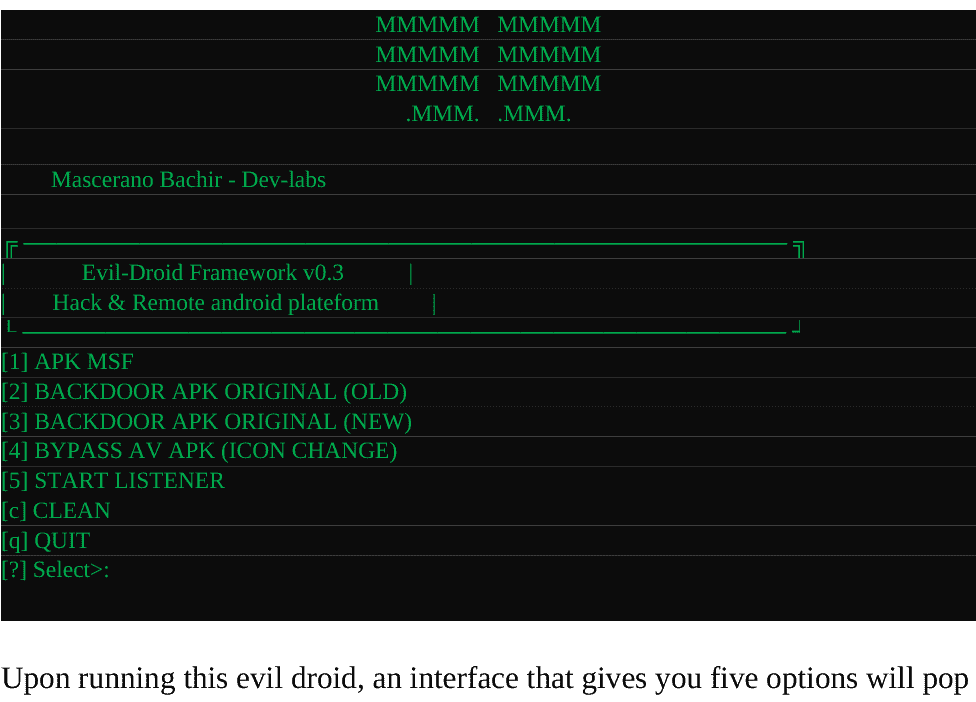 MMMMM MMMMM
MMMMM MMMMM
MMMMM MMMMM
.MMM. .MMM.
Mascerano Bachir - Dev-labs
╔ ────────────────────────────── ╗
| Evil-Droid Framework v0.3 |
| Hack & Remote android plateform |
└ ────────────────────────────── ┘
[1] APK MSF
[2] BACKDOOR APK ORIGINAL (OLD)
[3] BACKDOOR APK ORIGINAL (NEW)
[4] BYPASS AV APK (ICON CHANGE)
[5] START LISTENER
[c] CLEAN
[q] QUIT
[?] Select>:
Upon running this evil droid, an interface that gives you five options will pop